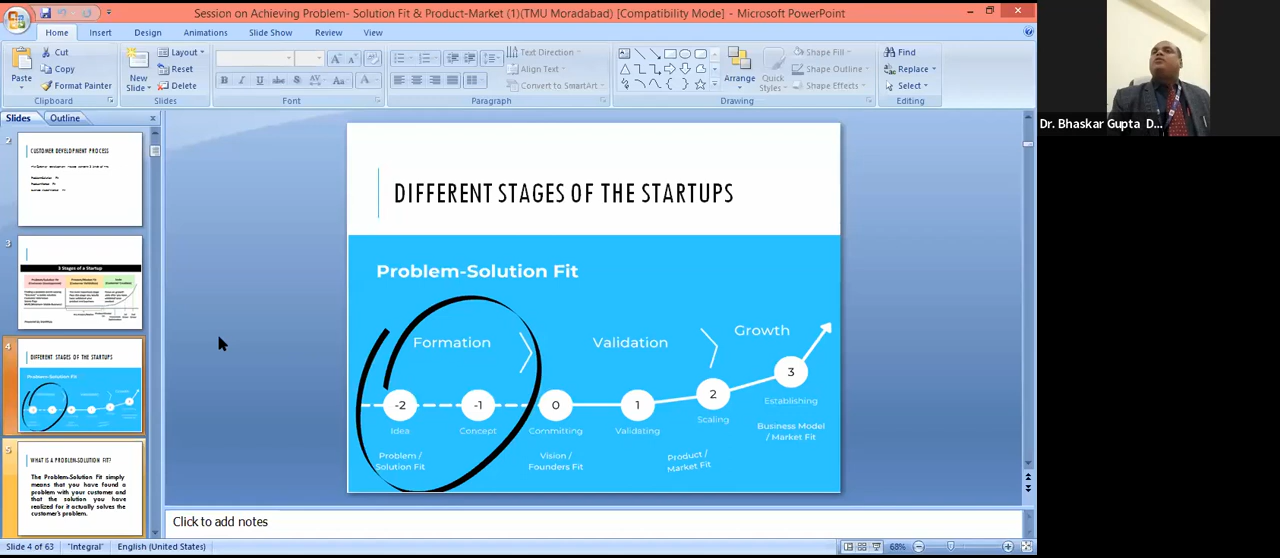 Session on Achieving Problem- Solution Fit & Product-Market (1)(TMU Moradabad) [Compatibility Mode] - Microsoft PowerPoint
Home Insert Design Animations Slide Show Review View
Paste
Cut
Copy
Format Painter
Clipboard
New Slide
Layout
Reset
Delete
Slides
Font
Text Direction
Align Text
Convert to SmartArt
Paragraph
Arrange
Quick Styles
Shape Fill
Shape Outline
Shape Effects
Drawing
Find
Replace
Select
Editing
Dr. Bhaskar Gupta D...
Slides Outline
2
CUSTOMER DEVELOPMENT PROCESS
3
3 Stages of a Startup
4
DIFFERENT STAGES OF THE STARTUPS
Problem-Solution Fit
5
WHAT IS A PROBLEM-SOLUTION FIT?
The Problem-Solution Fit simply
means that you have found a
problem with your customer and
that the solution you have
realized for it actually solves the
customer's problem.
DIFFERENT STAGES OF THE STARTUPS
Problem-Solution Fit
Formation Validation Growth
-2 -1 0 1 2 3
Idea Concept Committing Validating Scaling Establishing
Problem /
Solution Fit
Vision /
Founders Fit
Product /
Market Fit
Business Model
/ Market Fit
Click to add notes
Slide 4 of 63 "Integral" English (United States) 68%